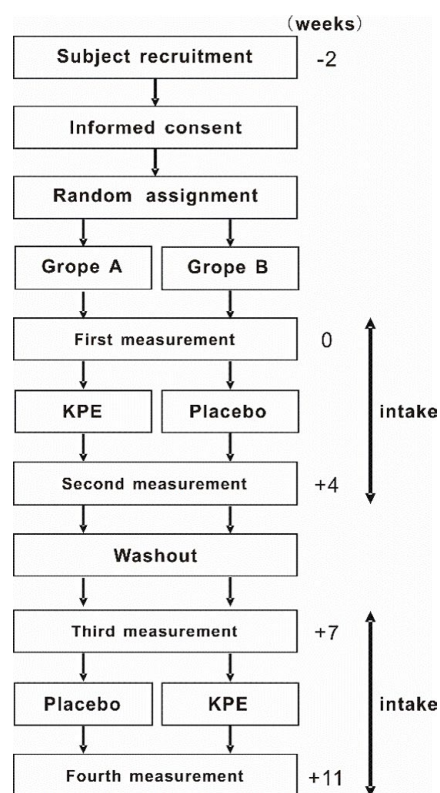 (weeks)
Subject recruitment -2
Informed consent
Random assignment
Grope A Grope B
First measurement 0
KPE Placebo intake
Second measurement +4
Washout
Third measurement +7
Placebo KPE intake
Fourth measurement +11